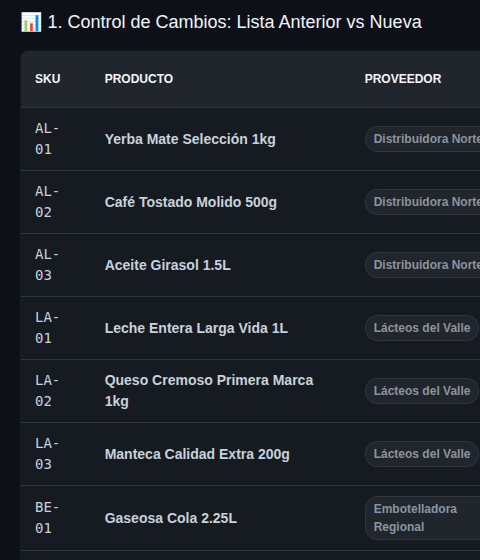 📊 1. Control de Cambios: Lista Anterior vs Nueva
SKU PRODUCTO PROVEEDOR
AL-
01
Yerba Mate Selección 1kg
Distribuidora Norte
AL-
02
Café Tostado Molido 500g
Distribuidora Norte
AL-
03
Aceite Girasol 1.5L
Distribuidora Norte
LA-
01
Leche Entera Larga Vida 1L
Lácteos del Valle
LA-
02
Queso Cremoso Primera Marca
1kg
Lácteos del Valle
LA-
03
Manteca Calidad Extra 200g
Lácteos del Valle
BE-
01
Gaseosa Cola 2.25L
Embotelladora
Regional